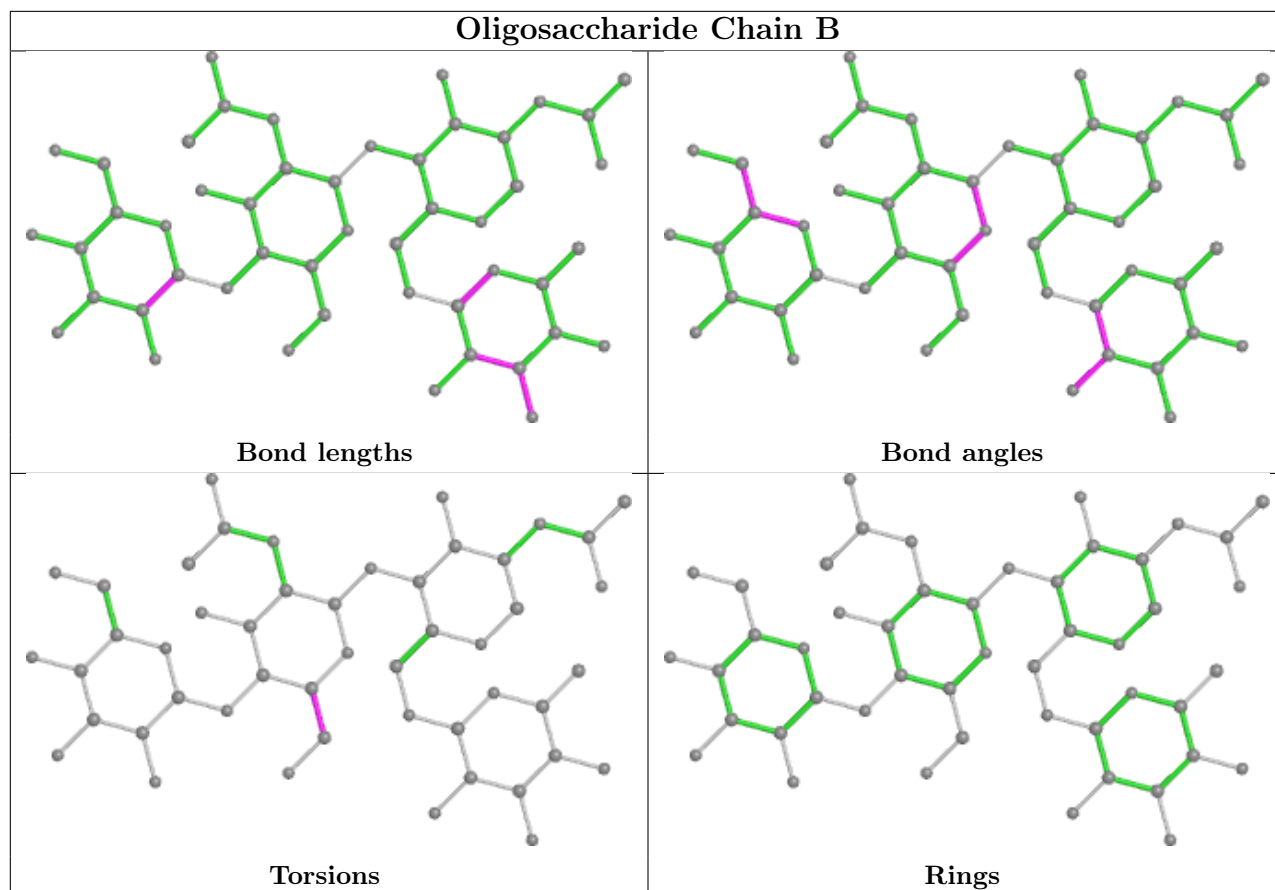 Oligosaccharide Chain B
Bond lengths
Bond angles
Torsions
Rings